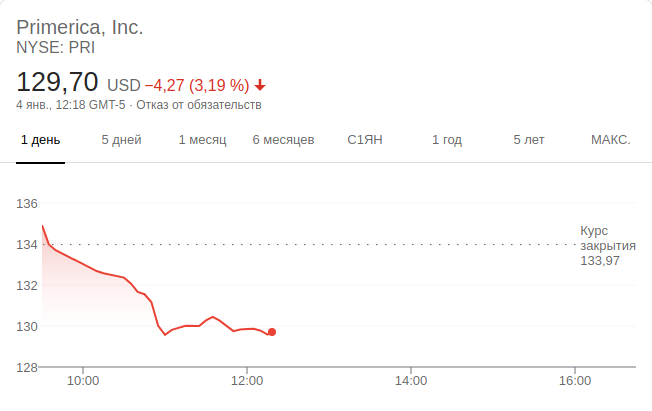 Primerica, Inc.
NYSE: PRI
129,70 USD −4,27 (3,19 %)
4 янв., 12:18 GMT-5 · Отказ от обязательств
1 день 5 дней 1 месяц 6 месяцев С1ЯН 1 год 5 лет МАКС.
136
134
132
130
128
Курс
закрытия
133,97
10:00 12:00 14:00 16:00